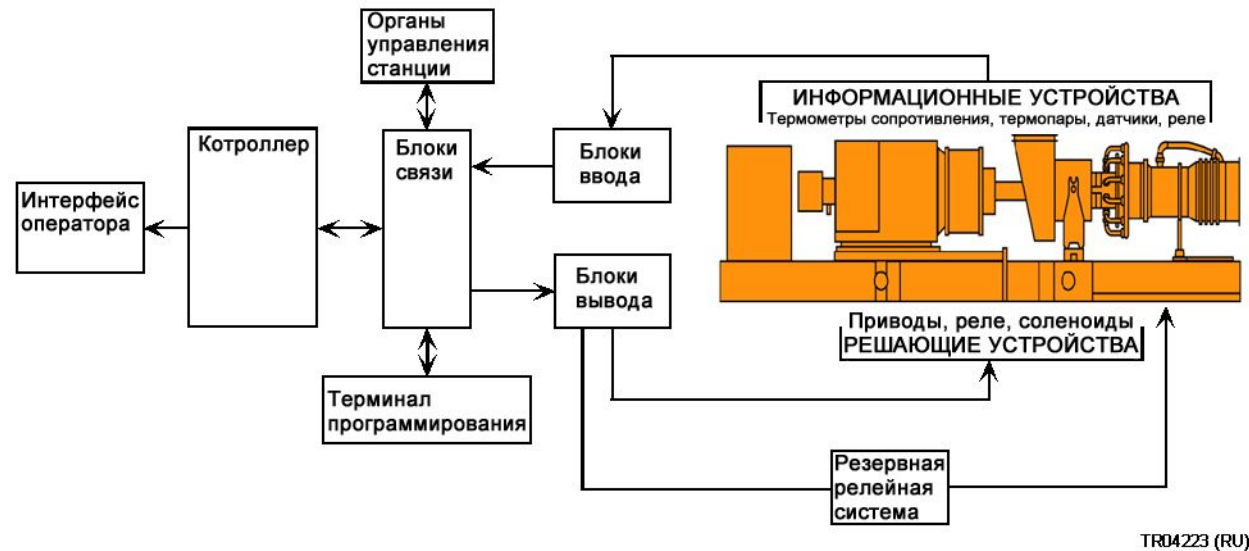 Органы
управления
станции
ИНФОРМАЦИОННЫЕ УСТРОЙСТВА
Термометры сопротивления, термопары, датчики, реле
Котроллер
Блоки
связи
Блоки
ввода
Интерфейс
оператора
Блоки
вывода
Приводы, реле, соленоиды
РЕШАЮЩИЕ УСТРОЙСТВА
Терминал
программирования
Резервная
релейная
система
TR04223 (RU)